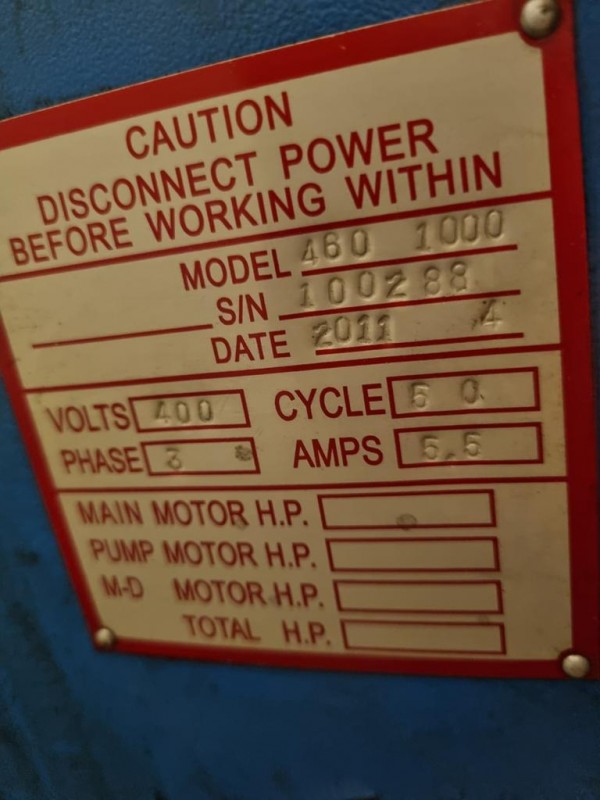 CAUTION
DISCONNECT POWER
BEFORE WORKING WITHIN
MODEL 460 1000
S/N 100288
DATE 2011 4
VOLTS 400 CYCLE 50
PHASE 3 AMPS 5.5
MAIN MOTOR H.P.
PUMP MOTOR H.P.
M-D MOTOR H.P.
TOTAL H.P.